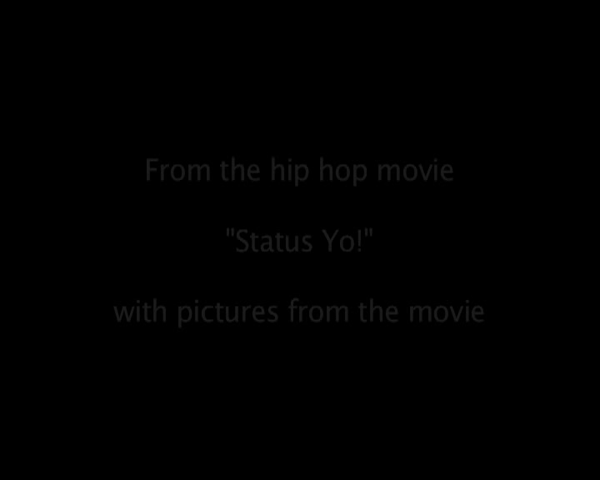 From the hip hop movie
"Status Yo!"
with pictures from the movie